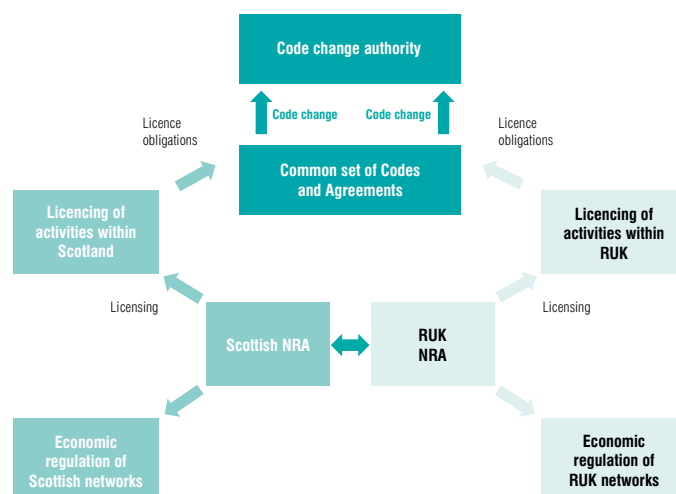 Code change authority
Code change
Code change
Licence
obligations
Licence
obligations
Common set of Codes
and Agreements
Licencing of
activities within
Scotland
Licencing of
activities within
RUK
Licensing
Licensing
Scottish NRA
RUK
NRA
Economic
regulation of
Scottish networks
Economic
regulation of
RUK networks